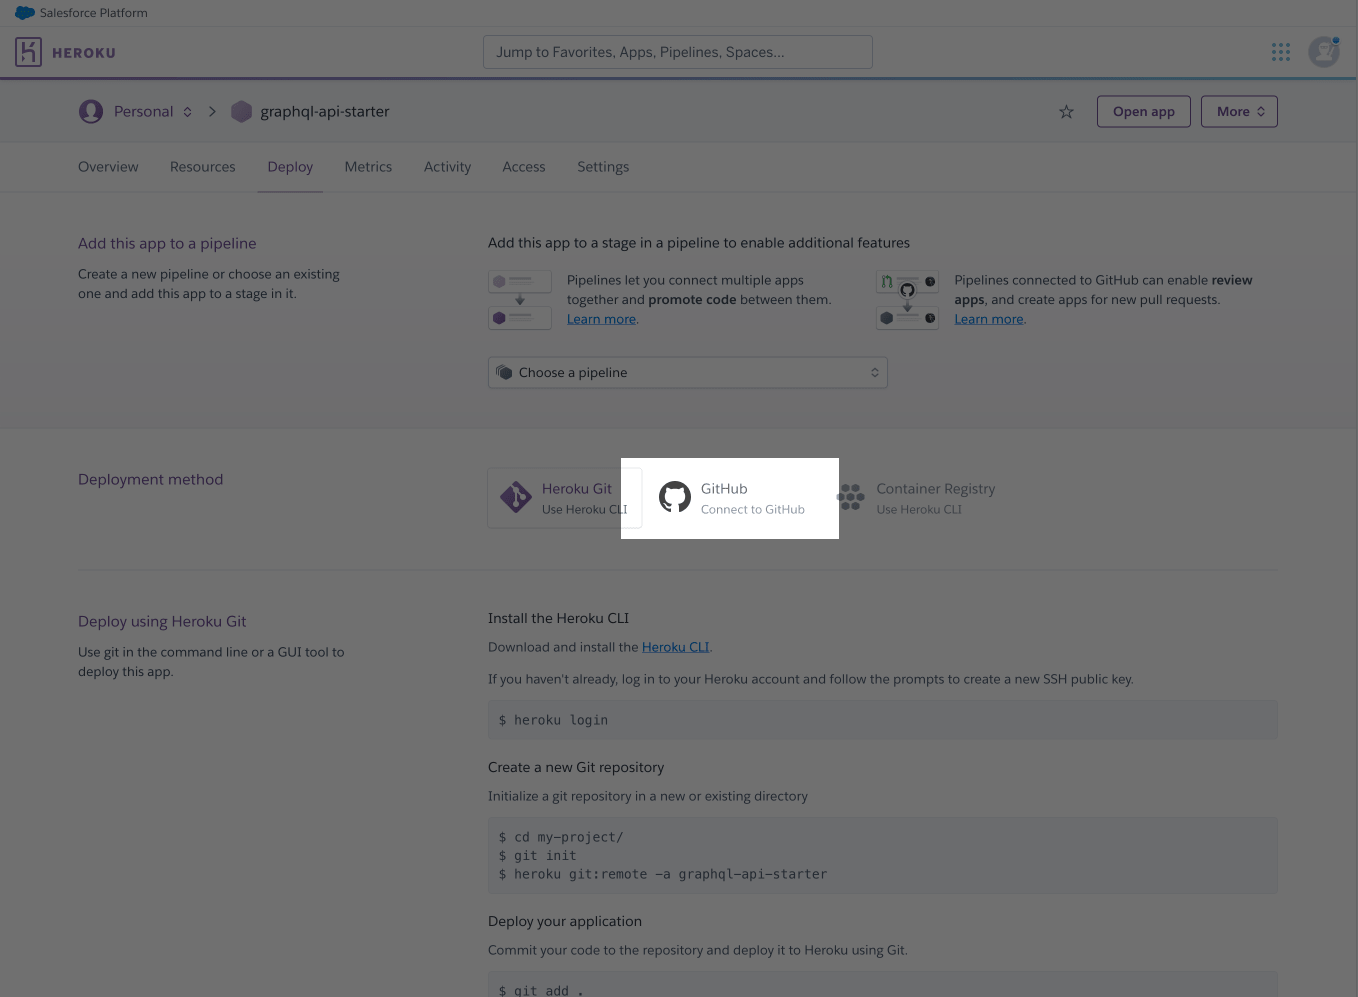 Salesforce Platform
HEROKU
Jump to Favorites, Apps, Pipelines, Spaces...
Personal
graphql-api-starter
Open app
More
Overview
Resources
Deploy
Metrics
Activity
Access
Settings
Add this app to a pipeline
Create a new pipeline or choose an existing
one and add this app to a stage in it.
Add this app to a stage in a pipeline to enable additional features
Pipelines let you connect multiple apps
together and promote code between them.
Learn more.
Pipelines connected to GitHub can enable review
apps, and create apps for new pull requests.
Learn more.
Choose a pipeline
Deployment method
Heroku Git
Use Heroku CLI
GitHub
Connect to GitHub
Container Registry
Use Heroku CLI
Deploy using Heroku Git
Use git in the command line or a GUI tool to
deploy this app.
Install the Heroku CLI
Download and install the Heroku CLI.
If you haven't already, log in to your Heroku account and follow the prompts to create a new SSH public key.
$ heroku login
Create a new Git repository
Initialize a git repository in a new or existing directory
$ cd my-project/
$ git init
$ heroku git:remote -a graphql-api-starter
Deploy your application
Commit your code to the repository and deploy it to Heroku using Git.
$ git add .